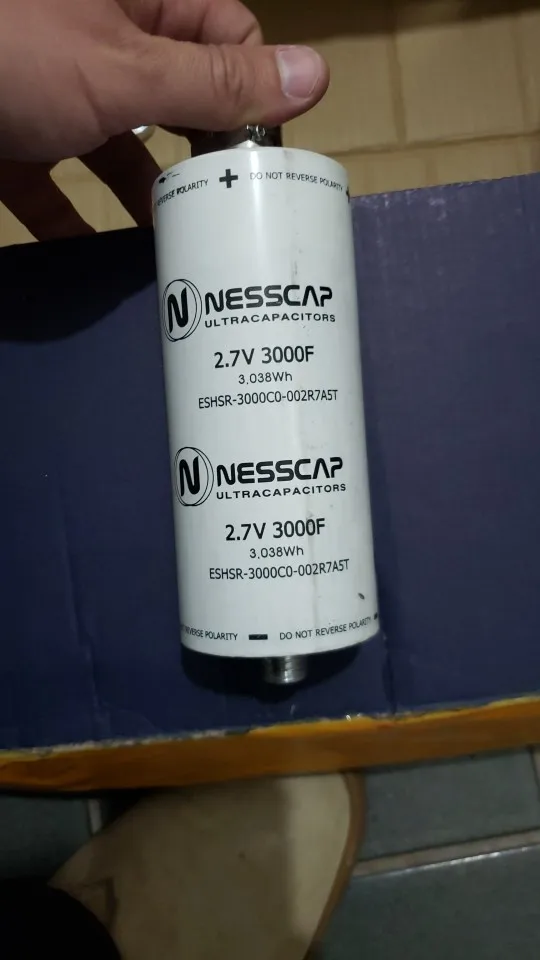 REVERSE POLARITY + DO NOT REVERSE POLARITY
N NESSCAP
ULTRACAPACITORS
2.7V 3000F
3,038Wh
ESHSR-3000C0-002R7A5T
N NESSCAP
ULTRACAPACITORS
2.7V 3000F
3,038Wh
ESHSR-3000C0-002R7A5T
REVERSE POLARITY - DO NOT REVERSE POLARITY